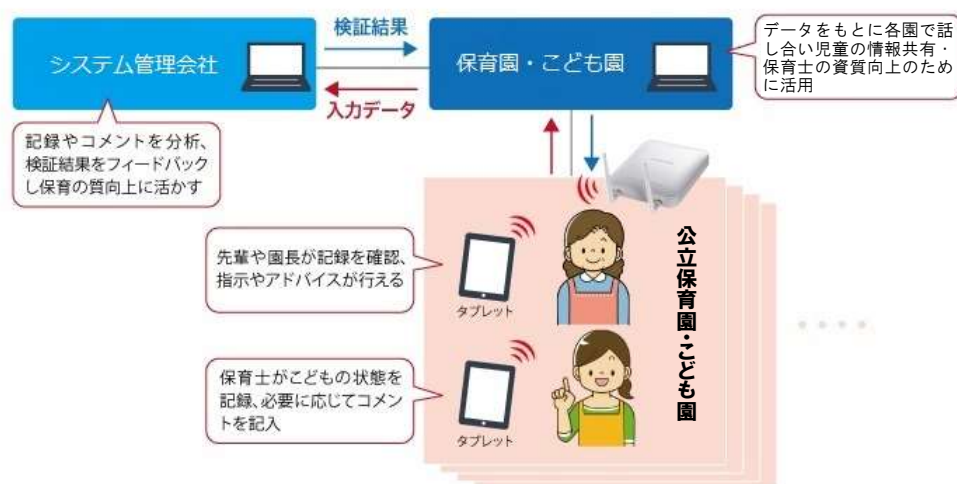 検証結果
システム管理会社
保育園・こども園
入力データ
データをもとに各園で話
し合い児童の情報共有・
保育士の資質向上のため
に活用
記録やコメントを分析、
検証結果をフィードバック
し保育の質向上に活かす
先輩や園長が記録を確認、
指示やアドバイスが行える
タブレット
公立保育園・こども園
保育士がこどもの状態を
記録、必要に応じてコメン
トを記入
タブレット